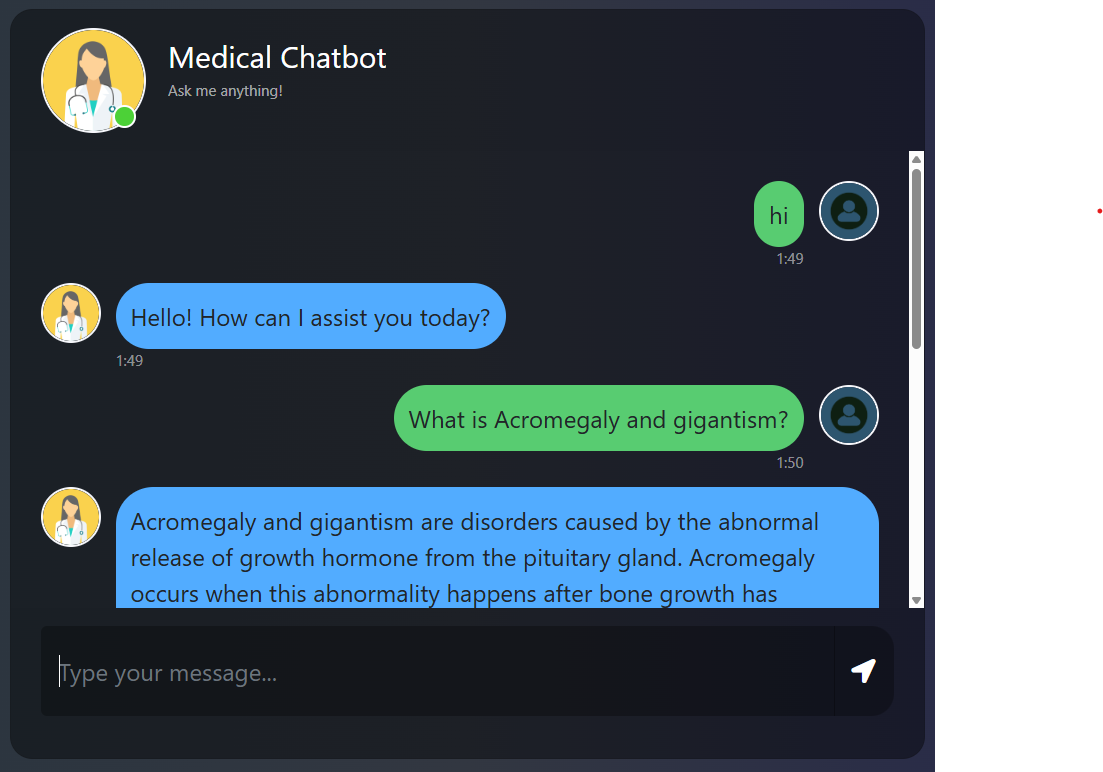 Medical Chatbot
Ask me anything!
hi
1:49
Hello! How can I assist you today?
1:49
What is Acromegaly and gigantism?
1:50
Acromegaly and gigantism are disorders caused by the abnormal
release of growth hormone from the pituitary gland. Acromegaly
occurs when this abnormality happens after bone growth has
Type your message...